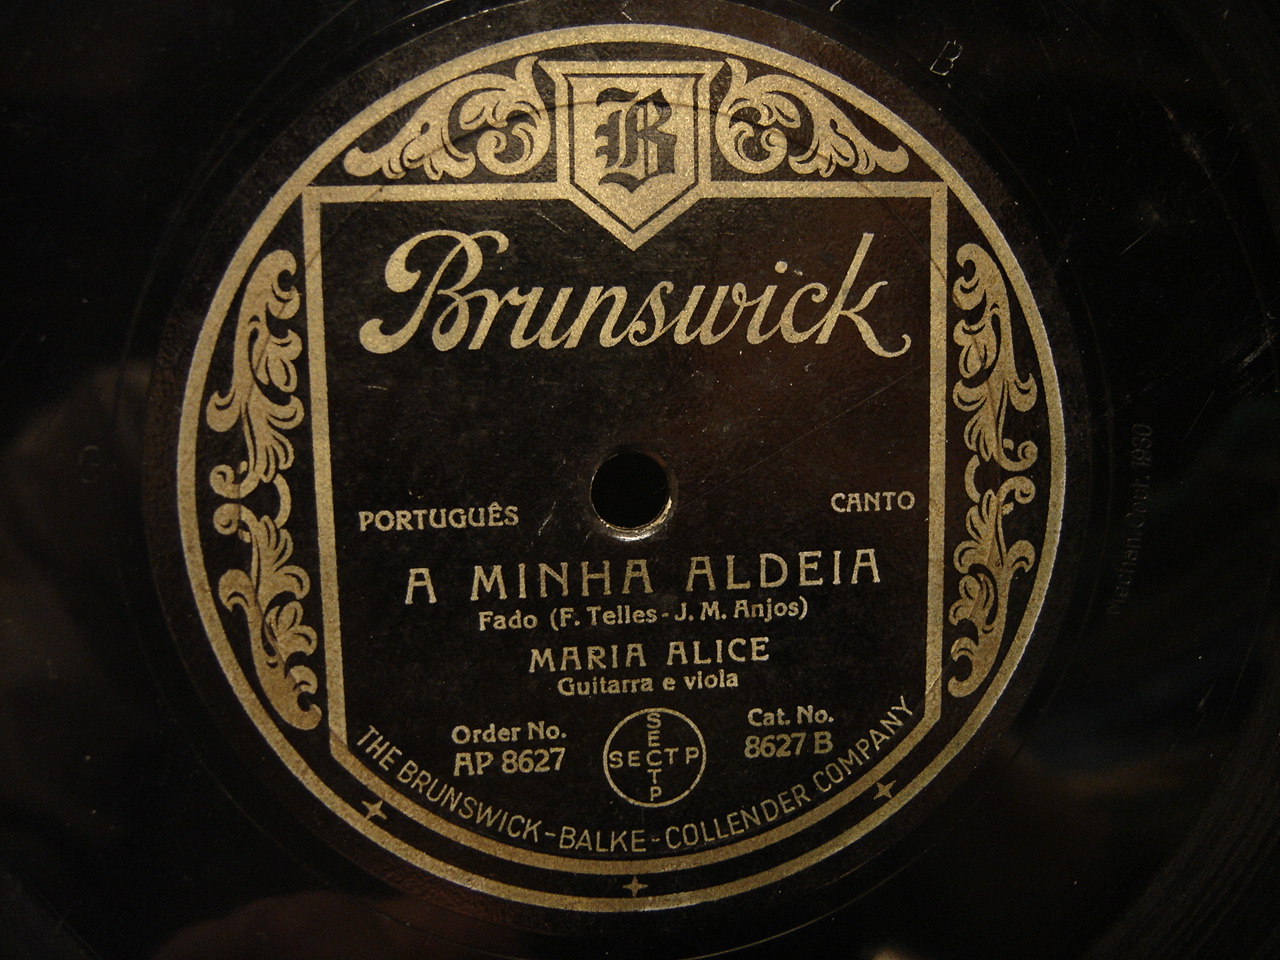 B
B
Brunswick
PORTUGUÊS
CANTO
A MINHA ALDEIA
Fado (F. Telles - J. M. Anjos)
MARIA ALICE
Guitarra e viola
Order No.
AP 8627
SECTP
SECTP
Cat. No.
8627 B
THE BRUNSWICK-BALKE-COLLENDER COMPANY
1930